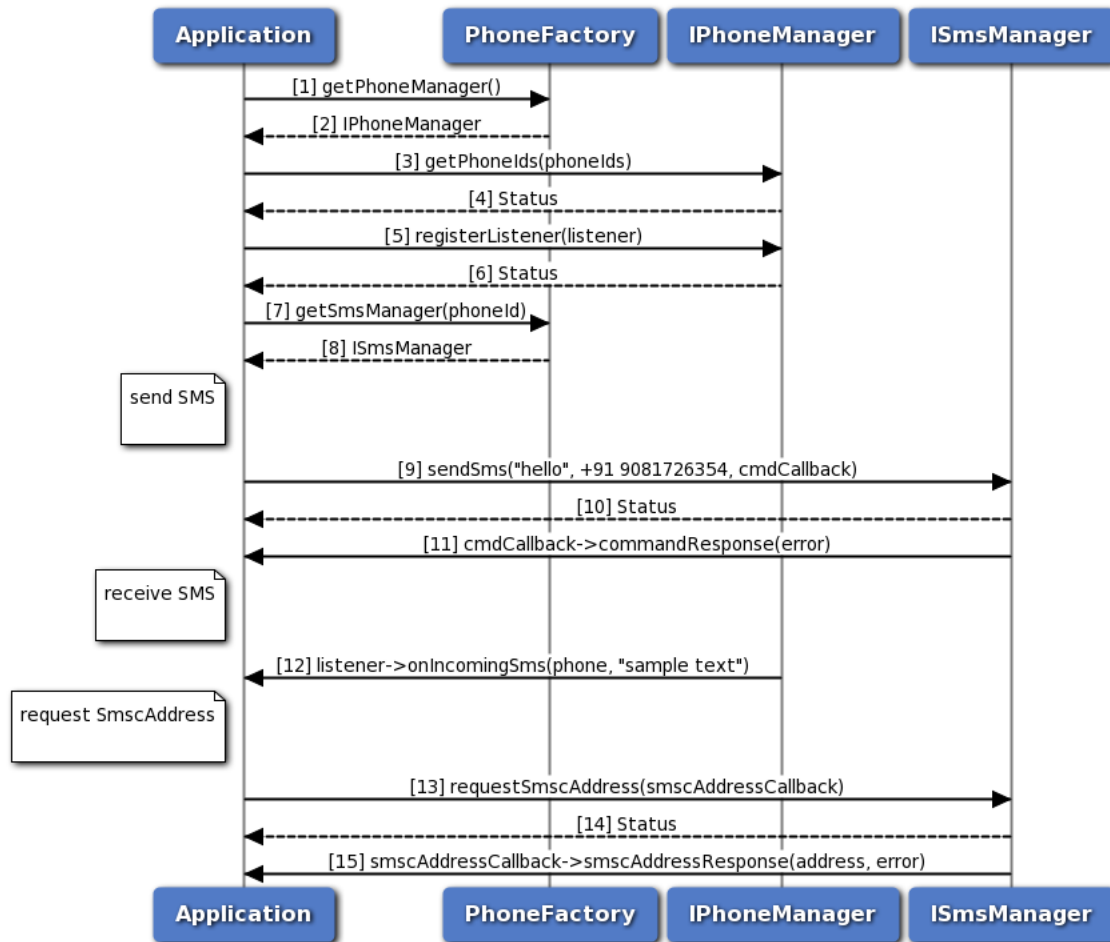 Application PhoneFactory IPhoneManager ISmsManager
[1] getPhoneManager()
[2] IPhoneManager
[3] getPhoneIds(phoneIds)
[4] Status
[5] registerListener(listener)
[6] Status
[7] getSmsManager(phoneId)
[8] ISmsManager
send SMS
[9] sendSms("hello", +91 9081726354, cmdCallback)
[10] Status
[11] cmdCallback->commandResponse(error)
receive SMS
[12] listener->onIncomingSms(phone, "sample text")
request SmscAddress
[13] requestSmscAddress(smscAddressCallback)
[14] Status
[15] smscAddressCallback->smscAddressResponse(address, error)
Application PhoneFactory IPhoneManager ISmsManager